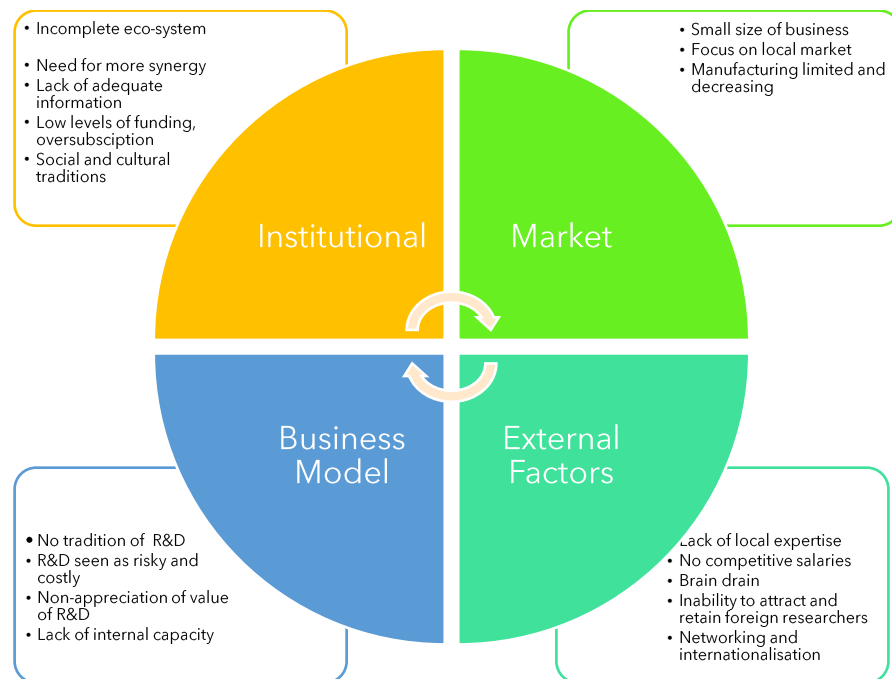 • Incomplete eco-system
• Need for more synergy
• Lack of adequate
information
• Low levels of funding,
oversubsciption
• Social and cultural
traditions
• Small size of business
• Focus on local market
• Manufacturing limited and
decreasing
Institutional
Market
Business
Model
External
Factors
• No tradition of R&D
• R&D seen as risky and
costly
• Non-appreciation of value
of R&D
• Lack of internal capacity
Lack of local expertise
• No competitive salaries
• Brain drain
• Inability to attract and
retain foreign researchers
• Networking and
internationalisation